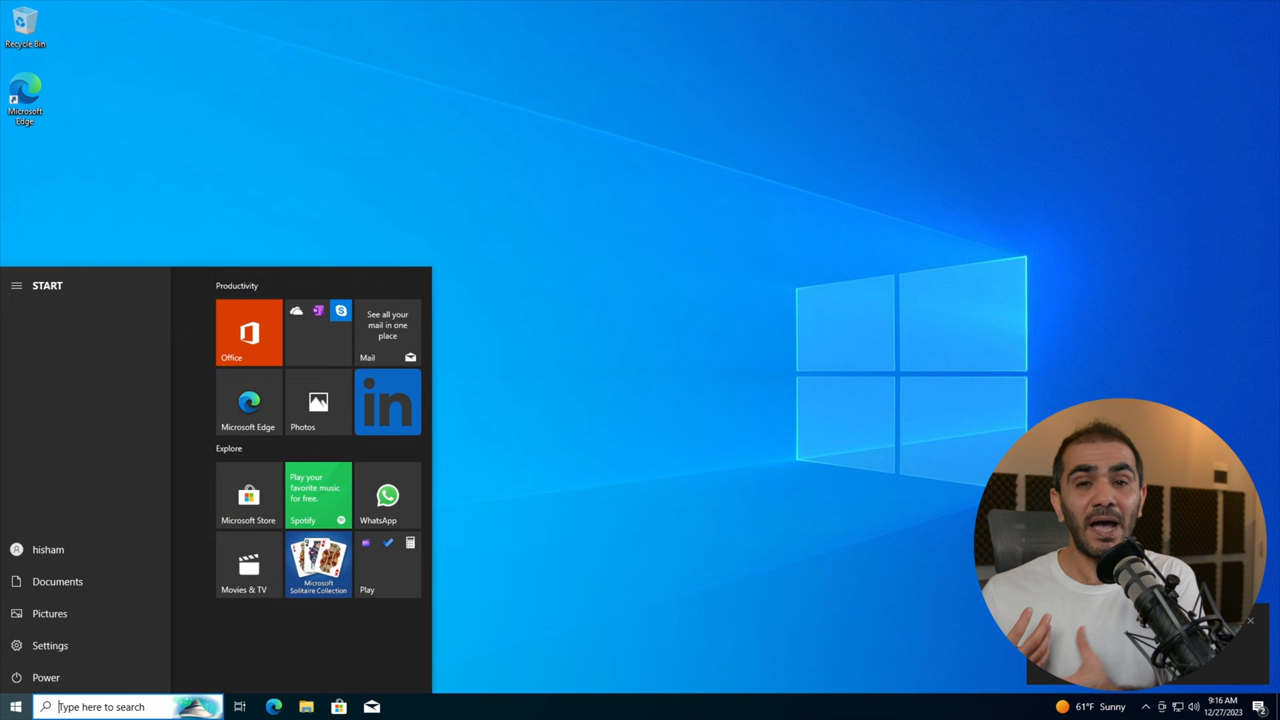 Recycle Bin
Microsoft
Edge
START
Productivity
Office
See all your
mail in one
place
Mail
Microsoft Edge
Photos
in
Explore
Microsoft Store
Play your
favorite music
for free.
Spotify
WhatsApp
Movies & TV
Microsoft
Solitaire Collection
Play
hisham
Documents
Pictures
Settings
Power
Type here to search
61°F Sunny
9:16 AM
12/27/2023
2